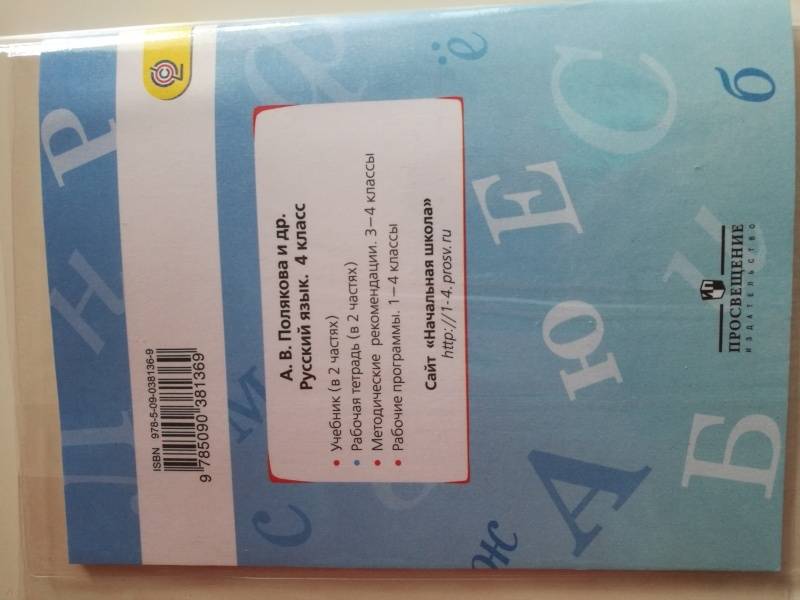 ISBN 978-5-09-038136-9
9 785090 381369
А. В. Полякова и др.
Русский язык. 4 класс
• Учебник (в 2 частях)
• Рабочая тетрадь (в 2 частях)
• Методические рекомендации. 3—4 классы
• Рабочие программы. 1—4 классы
Сайт «Начальная школа»
http://1-4.prosv.ru
ПРОСВЕЩЕНИЕ
ИЗДАТЕЛЬСТВО
Р
Н
Я
ё
С
б
Е
Ю
А
Б
ж
с
м